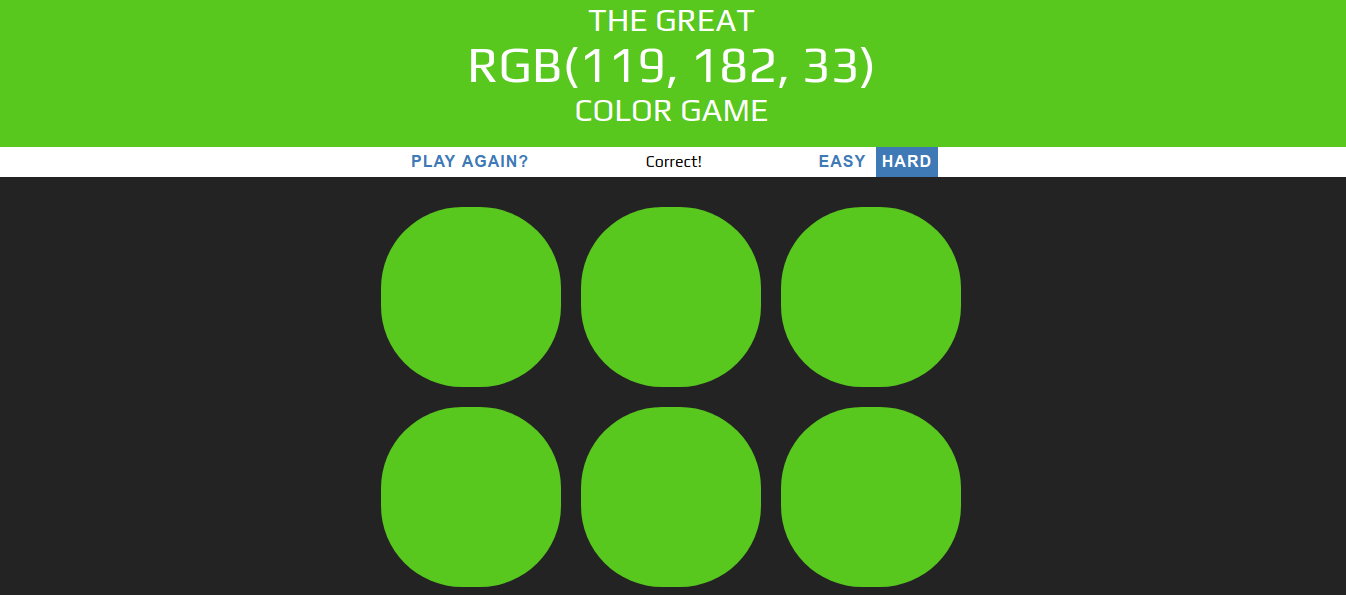 THE GREAT
RGB(119, 182, 33)
COLOR GAME
PLAY AGAIN? Correct! EASY HARD